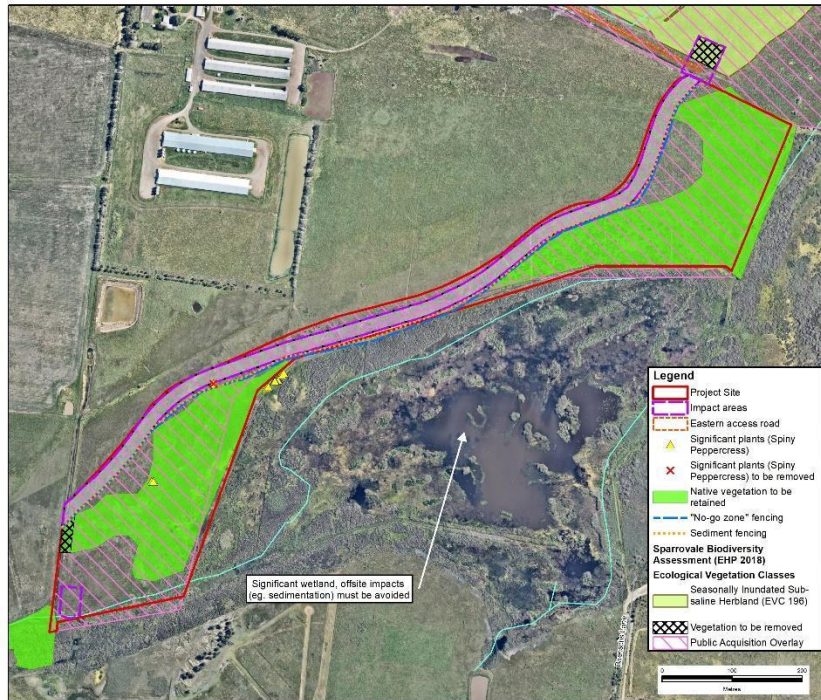 Significant wetland, offsite impacts
(eg. sedimentation) must be avoided
Legend
Project Site
Impact areas
Eastern access road
Significant plants (Spiny
Peppercress)
Significant plants (Spiny
Peppercress) to be removed
Native vegetation to be
retained
"No-go zone" fencing
Sediment fencing
Sparrovale Biodiversity
Assessment (EHP 2018)
Ecological Vegetation Classes
Seasonally Inundated Sub-
saline Herbland (EVC 196)
Vegetation to be removed
Public Acquisition Overlay
0 100 200
Metres